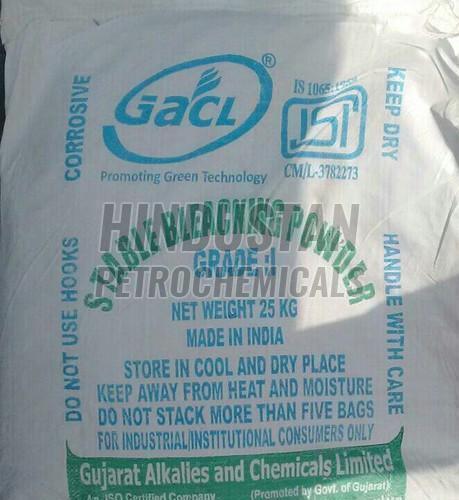 GACL ®
Promoting Green Technology
IS 1065:1989
ISI
CM/L-3782273
CORROSIVE
KEEP DRY
DO NOT USE HOOKS
HANDLE WITH CARE
STABLE BLEACHING POWDER
HINDUSTAN
PETROCHEMICALS
GRADE-I
NET WEIGHT 25 KG
MADE IN INDIA
STORE IN COOL AND DRY PLACE
KEEP AWAY FROM HEAT AND MOISTURE
DO NOT STACK MORE THAN FIVE BAGS
FOR INDUSTRIAL/INSTITUTIONAL CONSUMERS ONLY
Gujarat Alkalies and Chemicals Limited
An ISO Certified Company (Promoted by Govt. of Gujarat)